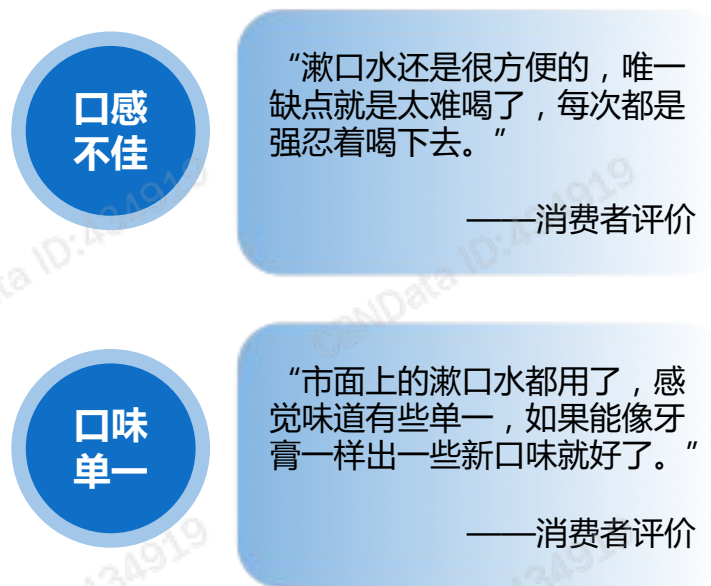 口感
不佳
“漱口水还是很方便的，唯一
缺点就是太难喝了，每次都是
强忍着喝下去。”
——消费者评价
口味
单一
“市面上的漱口水都用了，感
觉味道有些单一，如果能像牙
膏一样出一些新口味就好了。”
——消费者评价
CBNData ID:434919